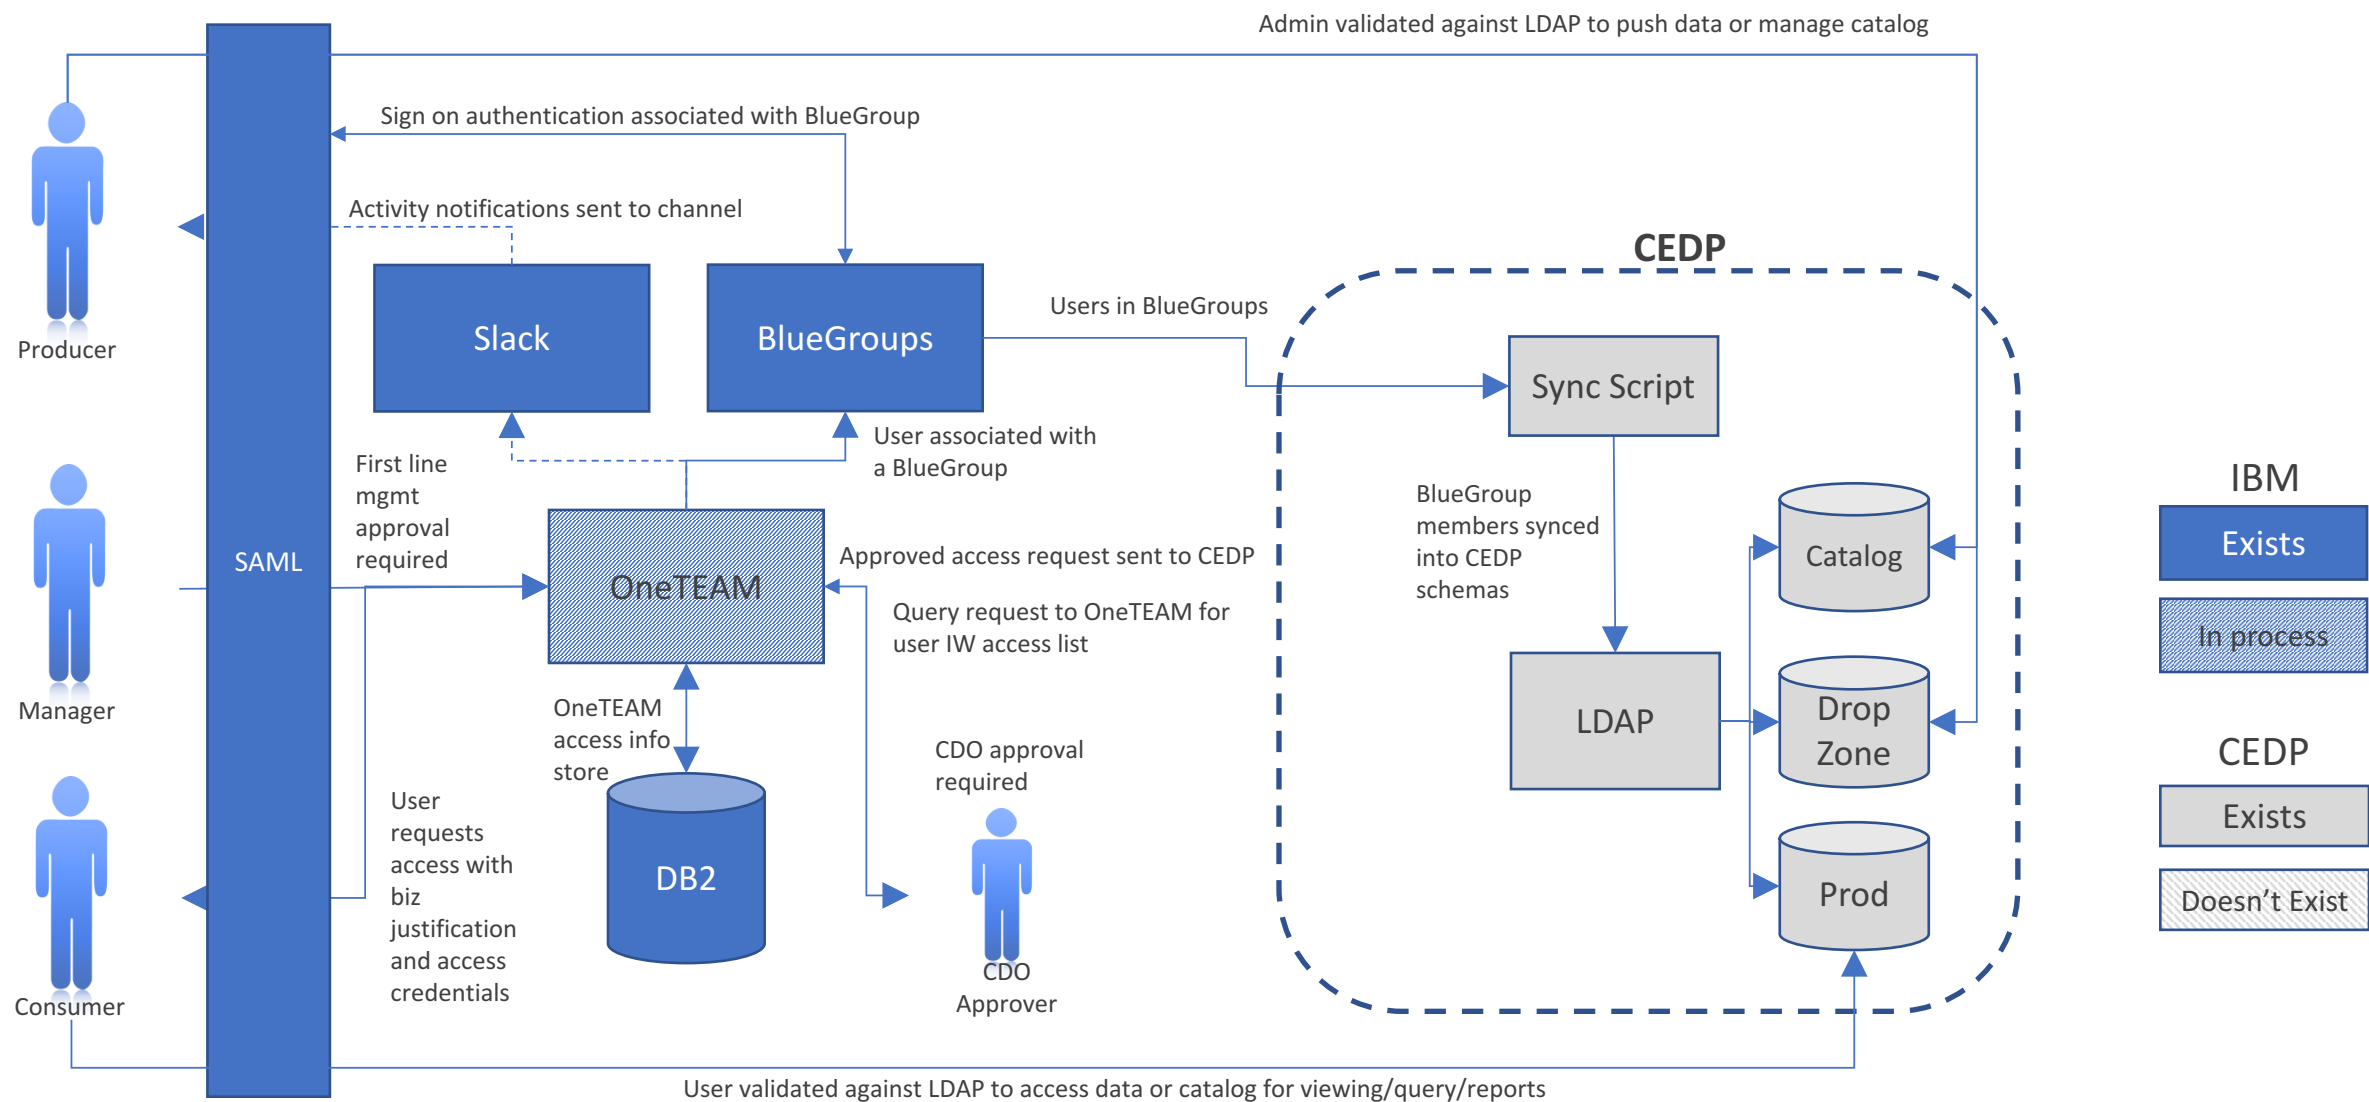 Admin validated against LDAP to push data or manage catalog
Sign on authentication associated with BlueGroup
Activity notifications sent to channel
CEDP
Users in BlueGroups
Slack
BlueGroups
Producer
Sync Script
User associated with
a BlueGroup
First line
mgmt
approval
required
IBM
Exists
In process
BlueGroup
members synced
into CEDP
schemas
Catalog
SAML
OneTEAM
Approved access request sent to CEDP
Query request to OneTEAM for
user IW access list
Manager
OneTEAM
access info
store
LDAP
Drop
Zone
CDO approval
required
CEDP
Exists
Doesn't Exist
User
requests
access with
biz
justification
and access
credentials
DB2
Prod
CDO
Approver
Consumer
User validated against LDAP to access data or catalog for viewing/query/reports